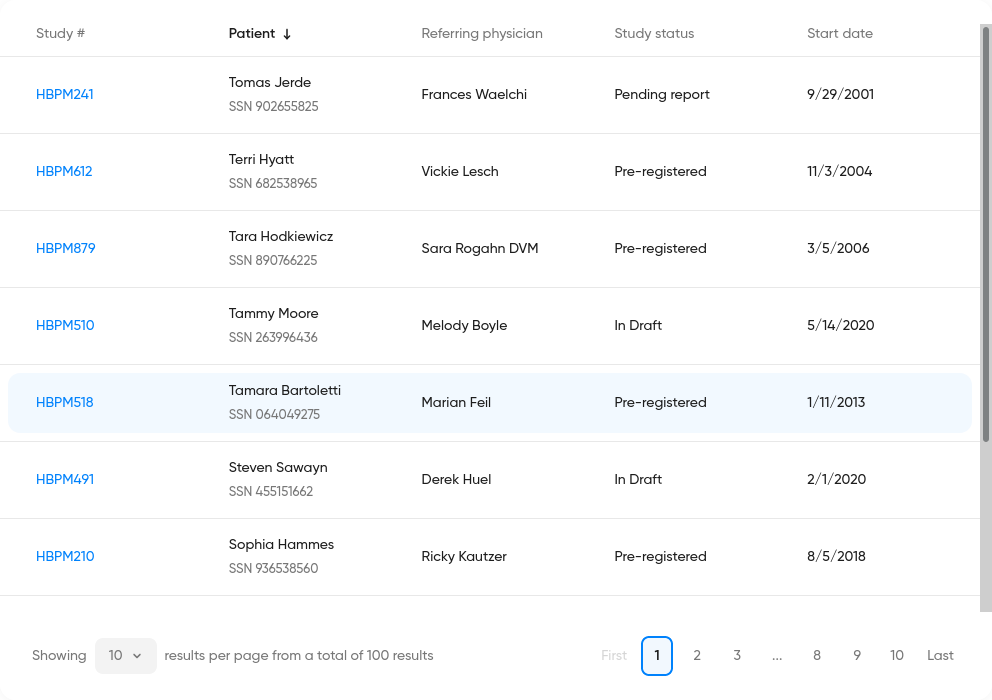 Study # Patient ↓ Referring physician Study status Start date
Tomas Jerde
HBPM241 Frances Waelchi Pending report 9/29/2001
SSN 902655825
Terri Hyatt
HBPM612 Vickie Lesch Pre-registered 11/3/2004
SSN 682538965
Tara Hodkiewicz
HBPM879 Sara Rogahn DVM Pre-registered 3/5/2006
SSN 890766225
Tammy Moore
HBPM510 Melody Boyle In Draft 5/14/2020
SSN 263996436
Tamara Bartoletti
HBPM518 Marian Feil Pre-registered 1/11/2013
SSN 064049275
Steven Sawayn
HBPM491 Derek Huel In Draft 2/1/2020
SSN 455151662
Sophia Hammes
HBPM210 Ricky Kautzer Pre-registered 8/5/2018
SSN 936538560
Showing 10 results per page from a total of 100 results First 1 2 3 ... 8 9 10 Last